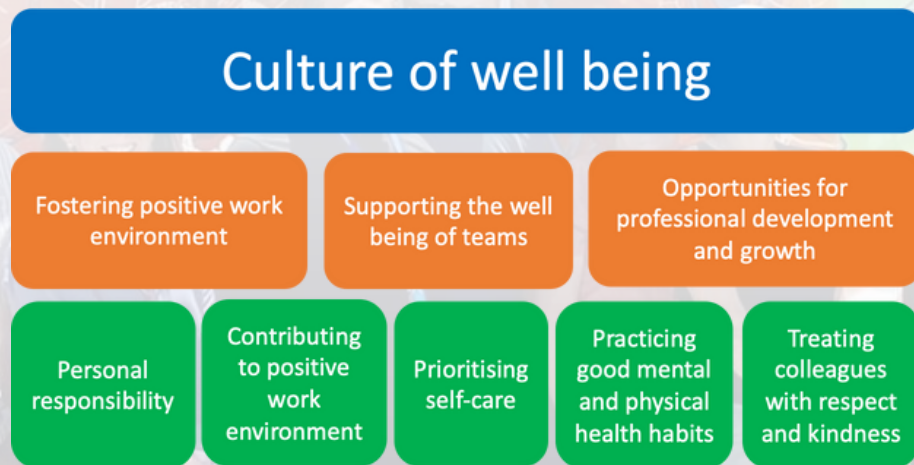 Culture of well being
Fostering positive work
environment
Supporting the well
being of teams
Opportunities for
professional development
and growth
Personal
responsibility
Contributing
to positive
work
environment
Prioritising
self-care
Practicing
good mental
and physical
health habits
Treating
colleagues
with respect
and kindness